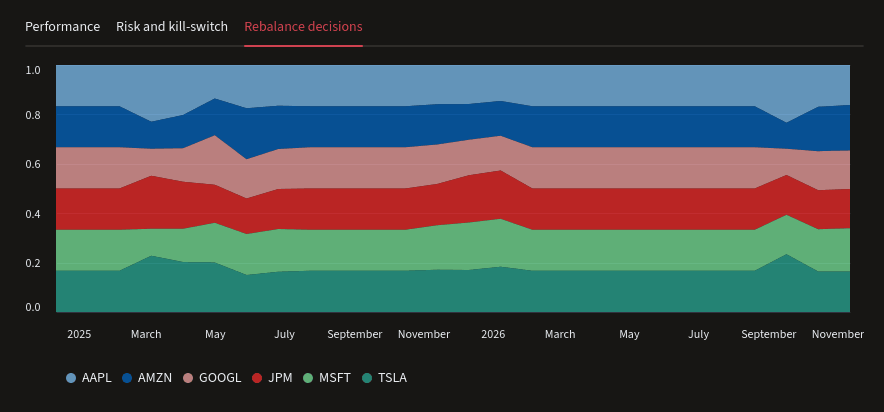 Performance Risk and kill-switch Rebalance decisions
1.0
0.8
0.6
0.4
0.2
0.0
2025 March May July September November 2026 March May July September November
AAPL AMZN GOOGL JPM MSFT TSLA